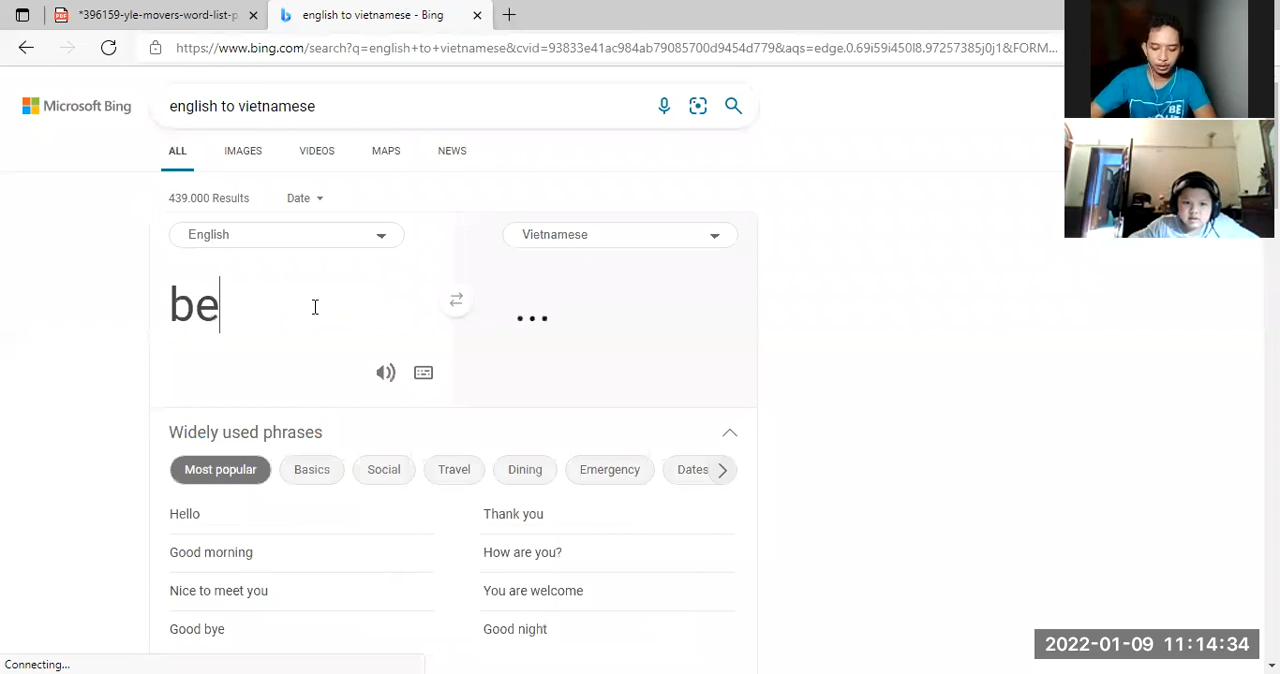 *396159-yle-movers-word-list-p
english to vietnamese - Bing
https://www.bing.com/search?q=english+to+vietnamese&cvid=93833e41ac984ab79085700d9454d779&aqs=edge.0.69i59i450l8.97257385j0j1&FORM...
Microsoft Bing
english to vietnamese
ALL IMAGES VIDEOS MAPS NEWS
439.000 Results Date
English Vietnamese
be ...
Widely used phrases
Most popular Basics Social Travel Dining Emergency Dates
Hello Thank you
Good morning How are you?
Nice to meet you You are welcome
Good bye Good night
Connecting...
2022-01-09 11:14:34